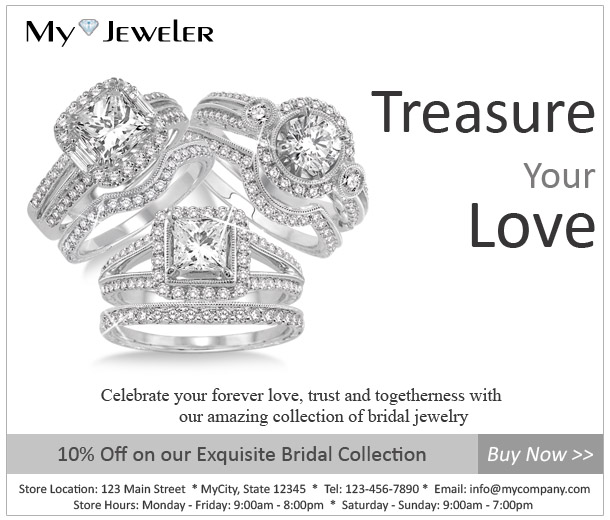 My Jeweler
Treasure
Your
Love
Celebrate your forever love, trust and togetherness with
our amazing collection of bridal jewelry
10% Off on our Exquisite Bridal Collection
Buy Now >>
Store Location: 123 Main Street * MyCity, State 12345 * Tel: 123-456-7890 * Email: info@mycompany.com
Store Hours: Monday - Friday: 9:00am - 8:00pm * Saturday - Sunday: 9:00am - 7:00pm